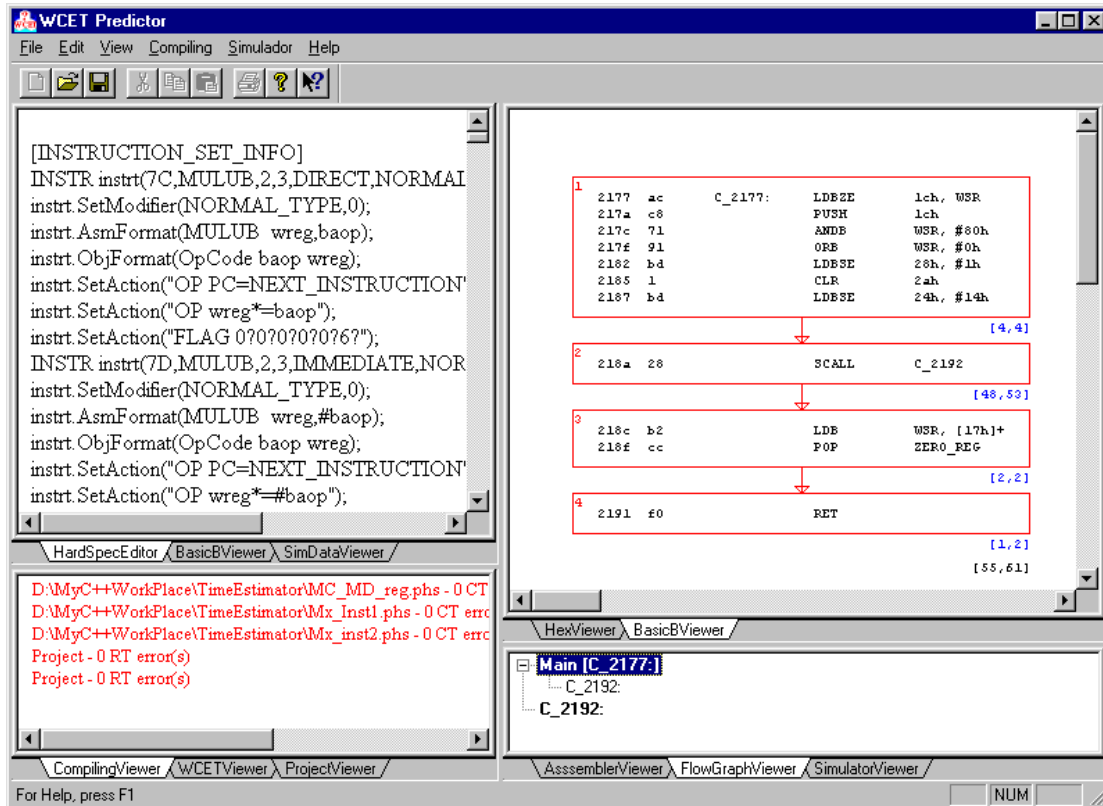 WCET Predictor
File Edit View Compiling Simulador Help
[INSTRUCTION_SET_INFO]
INSTR instrt(7C,MULUB,2,3,DIRECT,NORMAL
instrt.SetModifier(NORMAL_TYPE,0);
instrt.AsmFormat(MULUB wreg,baop);
instrt.ObjFormat(OpCode baop wreg);
instrt.SetAction("OP PC=NEXT_INSTRUCTION"
instrt.SetAction("OP wreg*=baop");
instrt.SetAction("FLAG 0?0?0?0?0?6?");
INSTR instrt(7D,MULUB,2,3,IMMEDIATE,NOR
instrt.SetModifier(NORMAL_TYPE,0);
instrt.AsmFormat(MULUB wreg,#baop);
instrt.ObjFormat(OpCode baop wreg);
instrt.SetAction("OP PC=NEXT_INSTRUCTION"
instrt.SetAction("OP wreg*=#baop");
HardSpecEditor BasicBViewer SimDataViewer
D:\MyC++WorkPlace\TimeEstimator\MC_MD_reg.phs - 0 CT
D:\MyC++WorkPlace\TimeEstimator\Mx_Inst1.phs - 0 CT erro
D:\MyC++WorkPlace\TimeEstimator\Mx_inst2.phs - 0 CT erro
Project - 0 RT error(s)
Project - 0 RT error(s)
CompilingViewer WCETViewer ProjectViewer
1
2177 ac C_2177: LDBZE 1ch, WSR
217a c8 PUSH 1ch
217c 71 ANDB WSR, #80h
217f 91 ORB WSR, #0h
2182 bd LDBSE 28h, #1h
2185 1 CLR 2ah
2187 bd LDBSE 24h, #14h
[4,4]
2
218a 28 SCALL C_2192
[48,53]
3
218c b2 LDB WSR, [17h]+
218f cc POP ZERO_REG
[2,2]
4
2191 f0 RET
[1,2]
[55,61]
HexViewer BasicBViewer
Main [C_2177:]
C_2192:
C_2192:
AsssemblerViewer FlowGraphViewer SimulatorViewer
For Help, press F1
NUM